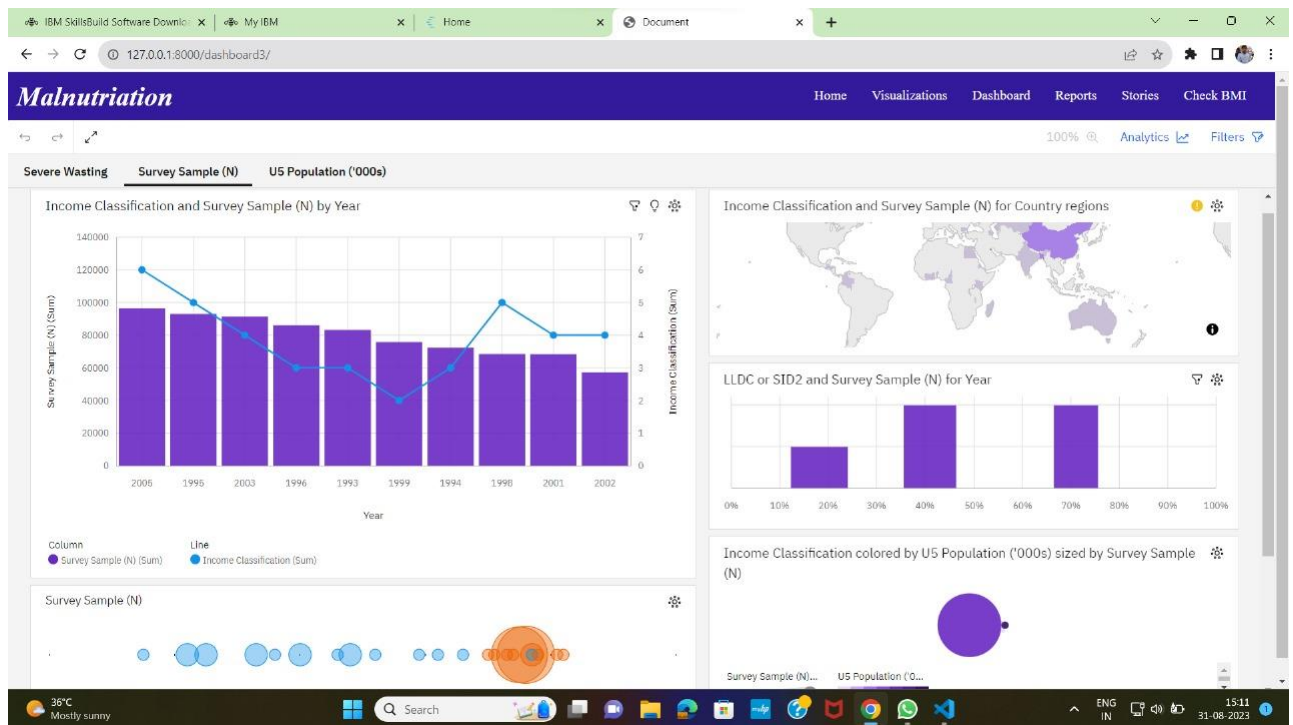 IBM SkillsBuild Software Downloa
My IBM
Home
Document
127.0.0.1:8000/dashboard3/
Malnutriation
Home Visualizations Dashboard Reports Stories Check BMI
100% Analytics Filters
Severe Wasting Survey Sample (N) U5 Population ('000s)
Income Classification and Survey Sample (N) by Year
140000
120000
100000
80000
60000
40000
20000
0
Survey Sample (N) (Sum)
7
6
5
4
3
2
1
0
Income Classification (Sum)
2006 1995 2003 1996 1993 1999 1994 1998 2001 2002
Year
Column Line
Survey Sample (N) (Sum) Income Classification (Sum)
Survey Sample (N)
Income Classification and Survey Sample (N) for Country regions
LLDC or SID2 and Survey Sample (N) for Year
0% 10% 20% 30% 40% 50% 60% 70% 80% 90% 100%
Income Classification colored by U5 Population ('000s) sized by Survey Sample
(N)
Survey Sample (N)... U5 Population ('0...
36°C
Mostly sunny
Search
ENG
IN
15:11
31-08-2023
1